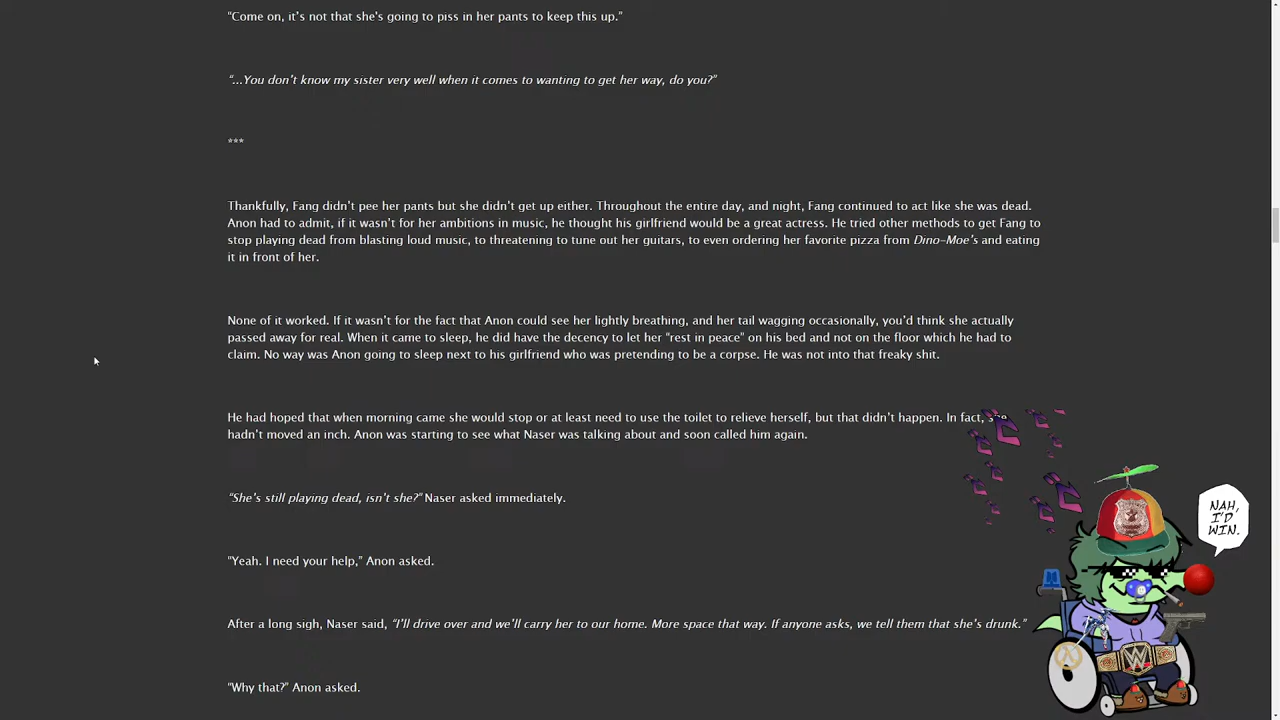 “Come on, it’s not that she’s going to piss in her pants to keep this up.”
“...You don’t know my sister very well when it comes to wanting to get her way, do you?”
***
Thankfully, Fang didn’t pee her pants but she didn’t get up either. Throughout the entire day, and night, Fang continued to act like she was dead.
Anon had to admit, if it wasn’t for her ambitions in music, he thought his girlfriend would be a great actress. He tried other methods to get Fang to
stop playing dead from blasting loud music, to threatening to tune out her guitars, to even ordering her favorite pizza from Dino-Moe’s and eating
it in front of her.
None of it worked. If it wasn’t for the fact that Anon could see her lightly breathing, and her tail wagging occasionally, you’d think she actually
passed away for real. When it came to sleep, he did have the decency to let her “rest in peace” on his bed and not on the floor which he had to
claim. No way was Anon going to sleep next to his girlfriend who was pretending to be a corpse. He was not into that freaky shit.
He had hoped that when morning came she would stop or at least need to use the toilet to relieve herself, but that didn’t happen. In fact, she
hadn’t moved an inch. Anon was starting to see what Naser was talking about and soon called him again.
“She’s still playing dead, isn’t she?” Naser asked immediately.
“Yeah. I need your help,” Anon asked.
After a long sigh, Naser said, “I’ll drive over and we’ll carry her to our home. More space that way. If anyone asks, we tell them that she’s drunk.”
“Why that?” Anon asked.
NAH,
I'D
WIN.
W